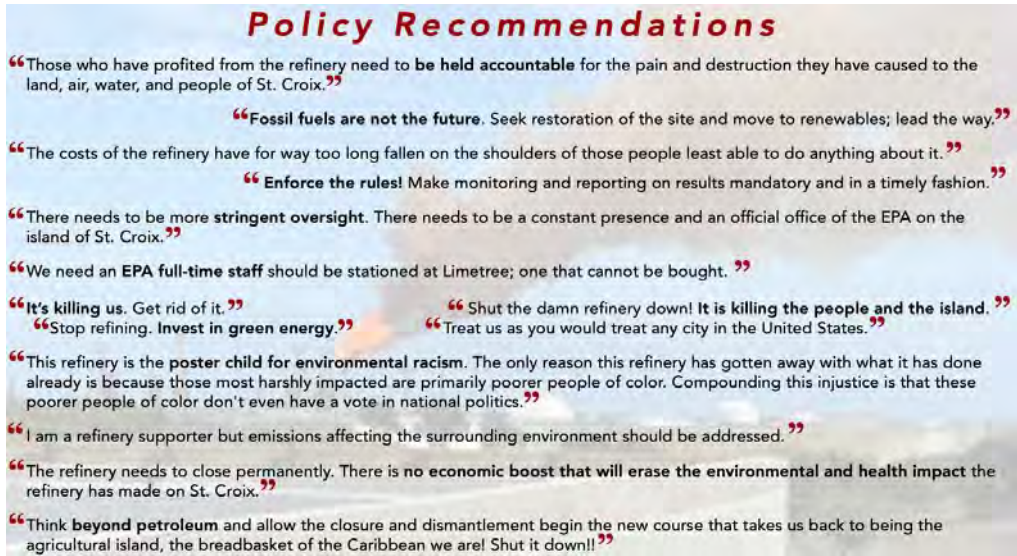 Policy Recommendations
“Those who have profited from the refinery need to be held accountable for the pain and destruction they have caused to the
land, air, water, and people of St. Croix.”
“Fossil fuels are not the future. Seek restoration of the site and move to renewables; lead the way.”
“The costs of the refinery have for way too long fallen on the shoulders of those people least able to do anything about it.”
“Enforce the rules! Make monitoring and reporting on results mandatory and in a timely fashion.”
“There needs to be more stringent oversight. There needs to be a constant presence and an official office of the EPA on the
island of St. Croix.”
“We need an EPA full-time staff should be stationed at Limetree; one that cannot be bought.”
“It's killing us. Get rid of it.”
“Shut the damn refinery down! It is killing the people and the island.”
“Stop refining. Invest in green energy.”
“Treat us as you would treat any city in the United States.”
“This refinery is the poster child for environmental racism. The only reason this refinery has gotten away with what it has done
already is because those most harshly impacted are primarily poorer people of color. Compounding this injustice is that these
poorer people of color don't even have a vote in national politics.”
“I am a refinery supporter but emissions affecting the surrounding environment should be addressed.”
“The refinery needs to close permanently. There is no economic boost that will erase the environmental and health impact the
refinery has made on St. Croix.”
“Think beyond petroleum and allow the closure and dismantlement begin the new course that takes us back to being the
agricultural island, the breadbasket of the Caribbean we are! Shut it down!!”